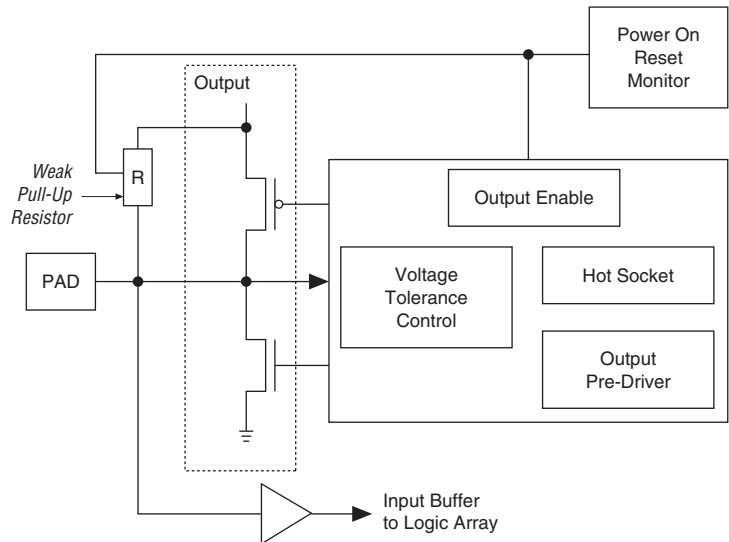 Power On
Reset
Monitor
Output
Weak
Pull-Up
Resistor
R
Output Enable
PAD
Voltage
Tolerance
Control
Hot Socket
Output
Pre-Driver
Input Buffer
to Logic Array